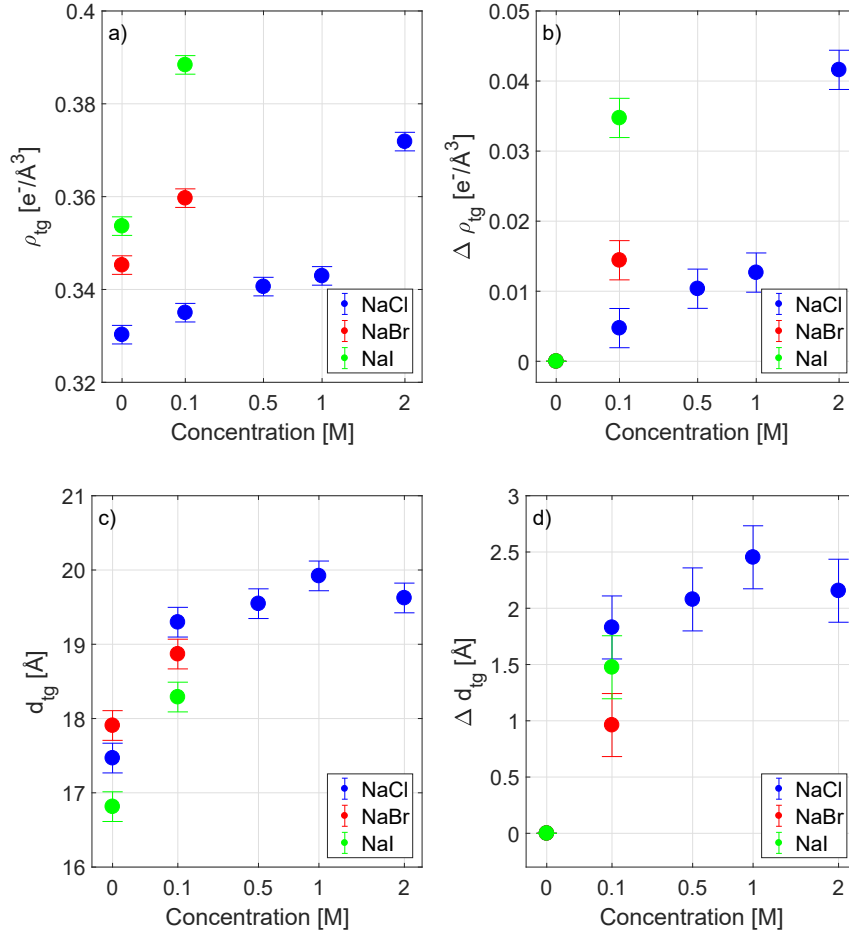 a)
0.4
0.38
0.36
0.34
0.32
ρtg [e-/Å3]
0 0.1 0.5 1 2
Concentration [M]
NaCl
NaBr
NaI
b)
0.05
0.04
0.03
0.02
0.01
0
Δ ρtg [e-/Å3]
0 0.1 0.5 1 2
Concentration [M]
NaCl
NaBr
NaI
c)
21
20
19
18
17
16
dtg [Å]
0 0.1 0.5 1 2
Concentration [M]
NaCl
NaBr
NaI
d)
3
2.5
2
1.5
1
0.5
0
Δ dtg [Å]
0 0.1 0.5 1 2
Concentration [M]
NaCl
NaBr
NaI